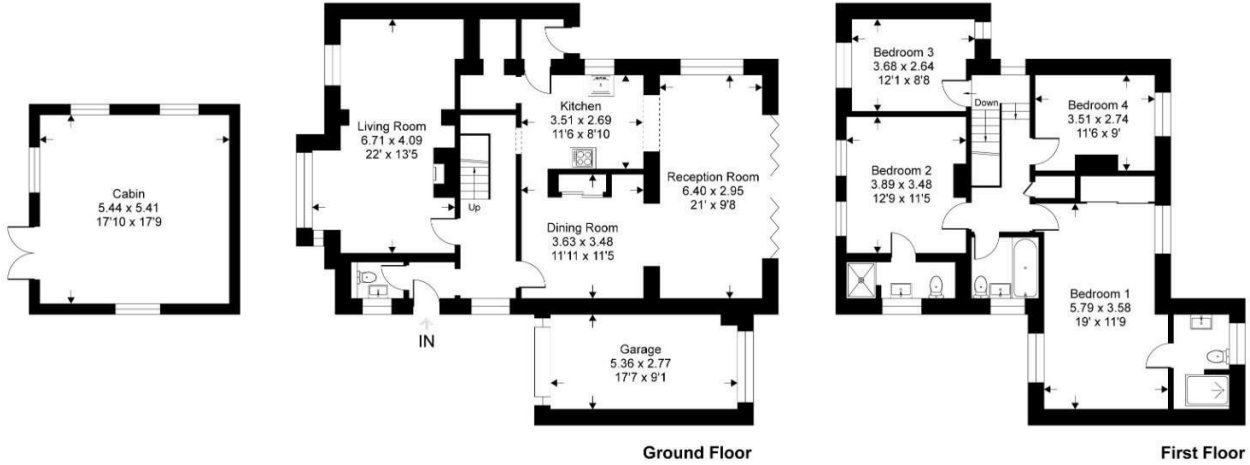 Cabin
5.44 x 5.41
17'10 x 17'9
Living Room
6.71 x 4.09
22' x 13'5
Up
Kitchen
3.51 x 2.69
11'6 x 8'10
Reception Room
6.40 x 2.95
21' x 9'8
Dining Room
3.63 x 3.48
11'11 x 11'5
IN
Garage
5.36 x 2.77
17'7 x 9'1
Ground Floor
Bedroom 3
3.68 x 2.64
12'1 x 8'8
Down
Bedroom 4
3.51 x 2.74
11'6 x 9'
Bedroom 2
3.89 x 3.48
12'9 x 11'5
Bedroom 1
5.79 x 3.58
19' x 11'9
First Floor